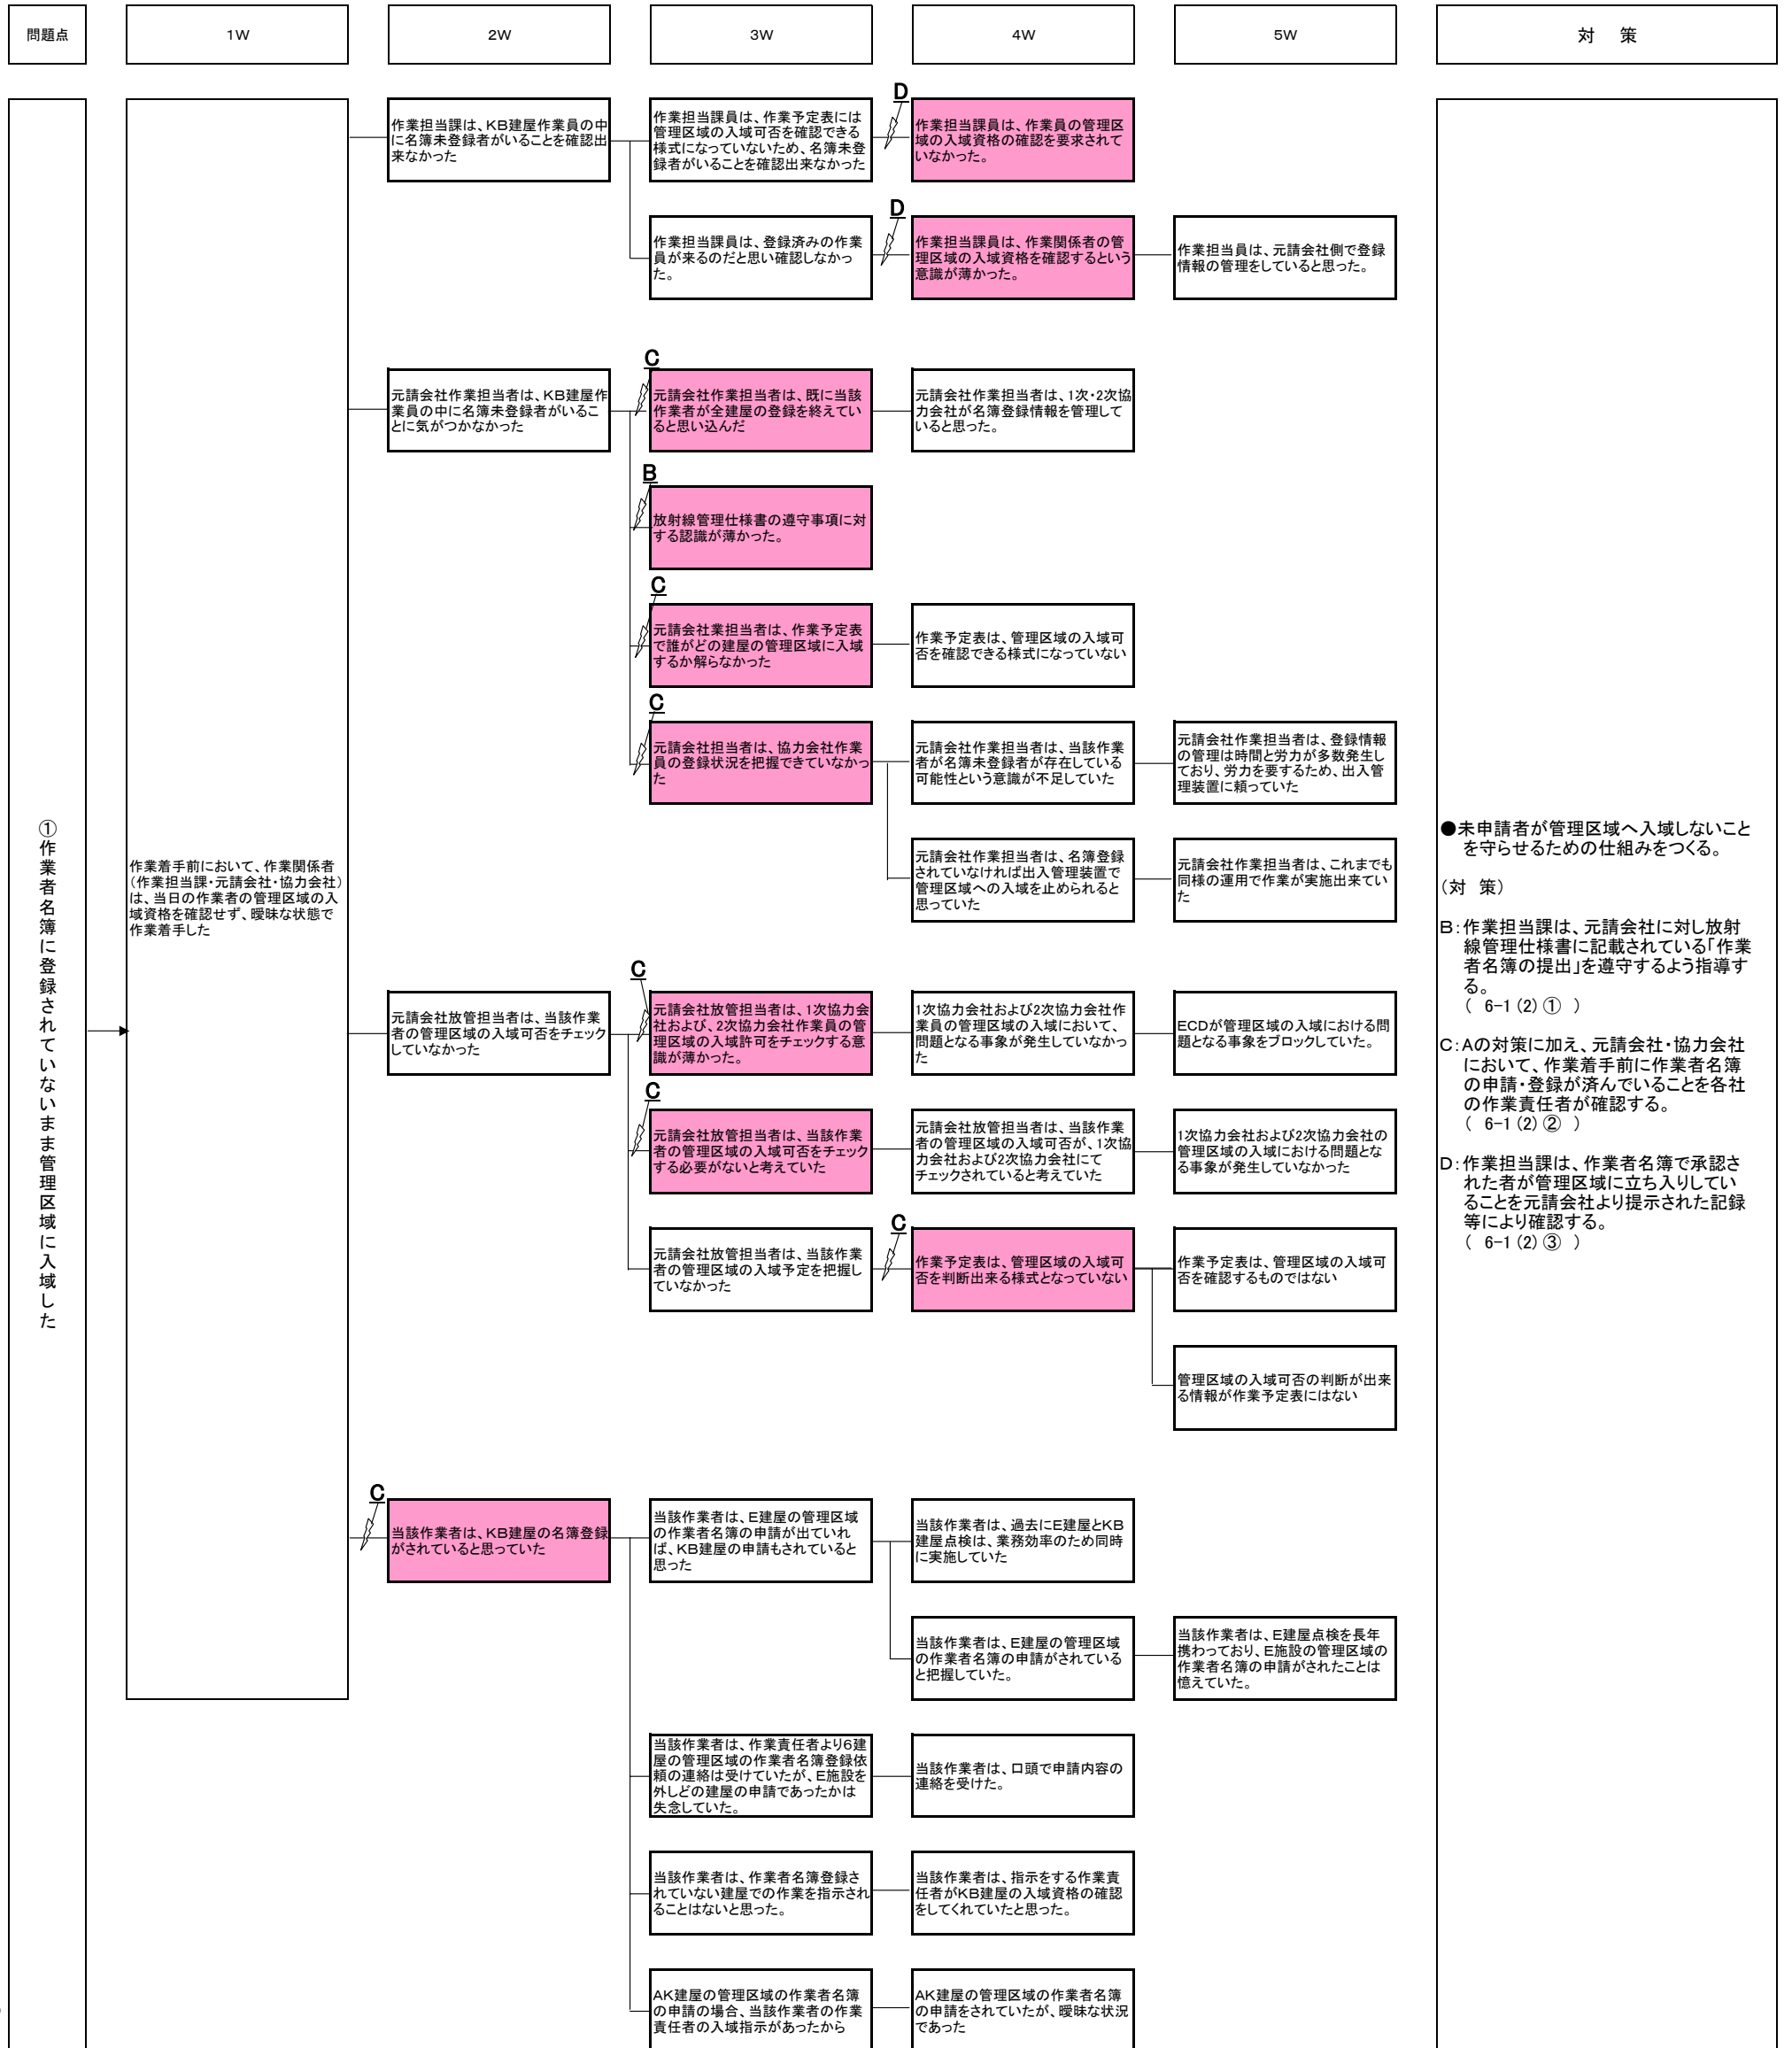 問題点
1W
2W
3W
4W
5W
対 策
①作業者名簿に登録されていないまま管理区域に入域した
作業着手前において、作業関係者
(作業担当課・元請会社・協力会社)
は、当日の作業者の管理区域の入
域資格を確認せず、曖昧な状態で
作業着手した
作業担当課は、KB建屋作業員の中
に名簿未登録者がいることを確認出
来なかった
作業担当課員は、作業予定表には
管理区域の入域可否を確認できる
様式になっていないため、名簿未登
録者がいることを確認出来なかった
D
作業担当課員は、作業員の管理区
域の入域資格の確認を要求されて
いなかった。
作業担当課員は、登録済みの作業
員が来るのだと思い確認しなかっ
た。
D
作業担当課員は、作業関係者の管
理区域の入域資格を確認するという
意識が薄かった。
作業担当員は、元請会社側で登録
情報の管理をしていると思った。
元請会社作業担当者は、KB建屋作
業員の中に名簿未登録者がいるこ
とに気がつかなかった
C
元請会社作業担当者は、既に当該
作業者が全建屋の登録を終えてい
ると思い込んだ
元請会社作業担当者は、1次・2次協
力会社が名簿登録情報を管理して
いると思った。
B
放射線管理仕様書の遵守事項に対
する認識が薄かった。
C
元請会社業担当者は、作業予定表
で誰がどの建屋の管理区域に入域
するか解らなかった
作業予定表は、管理区域の入域可
否を確認できる様式になっていない
C
元請会社担当者は、協力会社作業
員の登録状況を把握できていなかっ
た
元請会社作業担当者は、当該作業
者が名簿未登録者が存在している
可能性という意識が不足していた
元請会社作業担当者は、登録情報
の管理は時間と労力が多数発生し
ており、労力を要するため、出入管
理装置に頼っていた
元請会社作業担当者は、名簿登録
されていなければ出入管理装置で
管理区域への入域を止められると
思っていた
元請会社作業担当者は、これまでも
同様の運用で作業が実施出来てい
た
元請会社放管担当者は、当該作業
者の管理区域の入域可否をチェック
していなかった
C
元請会社放管担当者は、1次協力会
社および、2次協力会社作業員の管
理区域の入域許可をチェックする意
識が薄かった。
1次協力会社および2次協力会社作
業員の管理区域の入域において、
問題となる事象が発生していなかっ
た
ECDが管理区域の入域における問
題となる事象をブロックしていた。
C
元請会社放管担当者は、当該作業
者の管理区域の入域可否をチェック
する必要がないと考えていた
元請会社放管担当者は、当該作業
者の管理区域の入域可否が、1次協
力会社および2次協力会社にて
チェックされていると考えていた
1次協力会社および2次協力会社の
管理区域の入域における問題とな
る事象が発生していなかった
元請会社放管担当者は、当該作業
者の管理区域の入域予定を把握し
ていなかった
C
作業予定表は、管理区域の入域可
否を判断出来る様式となっていない
作業予定表は、管理区域の入域可
否を確認するものではない
管理区域の入域可否の判断が出来
る情報が作業予定表にはない
C
当該作業者は、KB建屋の名簿登録
がされていると思っていた
当該作業者は、E建屋の管理区域
の作業者名簿の申請が出ていれ
ば、KB建屋の申請もされていると
思った
当該作業者は、過去にE建屋とKB
建屋点検は、業務効率のため同時
に実施していた
当該作業者は、E建屋の管理区域
の作業者名簿の申請がされている
と把握していた。
当該作業者は、E建屋点検を長年
携わっており、E施設の管理区域の
作業者名簿の申請がされたことは
憶えていた。
当該作業者は、作業責任者より6建
屋の管理区域の作業者名簿登録依
頼の連絡は受けていたが、E施設を
外しどの建屋の申請であったかは
失念していた。
当該作業者は、口頭で申請内容の
連絡を受けた。
当該作業者は、作業者名簿登録さ
れていない建屋での作業を指示され
ることはないと思った。
当該作業者は、指示をする作業責
任者がKB建屋の入域資格の確認
をしてくれていたと思った。
AK建屋の管理区域の作業者名簿
の申請の場合、当該作業者の作業
責任者の入域指示があったから
AK建屋の管理区域の作業者名簿
の申請をされていたが、曖昧な状況
であった
●未申請者が管理区域へ入域しないこと
を守らせるための仕組みをつくる。
(対 策)
B:作業担当課は、元請会社に対し放射
線管理仕様書に記載されている「作業
者名簿の提出」を遵守するよう指導す
る。
( 6-1(2)① )
C:Aの対策に加え、元請会社・協力会社
において、作業着手前に作業者名簿
の申請・登録が済んでいることを各社
の作業責任者が確認する。
( 6-1(2)② )
D:作業担当課は、作業者名簿で承認さ
れた者が管理区域に立ち入りしてい
ることを元請会社より提示された記録
等により確認する。
( 6-1(2)③ )